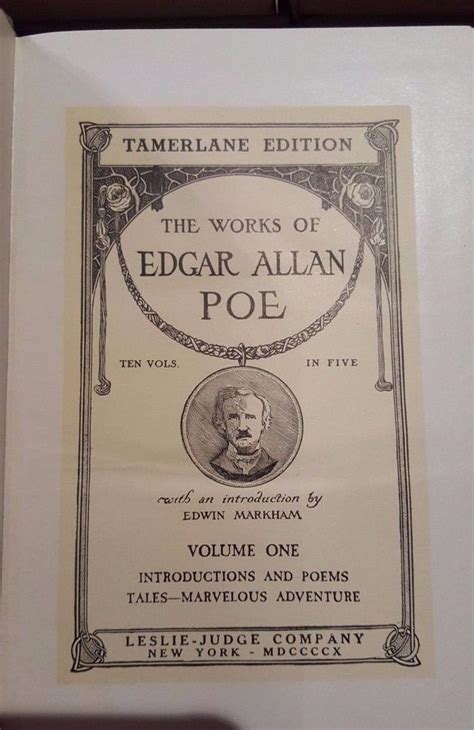 TAMERLANE EDITION
THE WORKS OF
EDGAR ALLAN
POE
TEN VOLS. IN FIVE
with an introduction by
EDWIN MARKHAM
VOLUME ONE
INTRODUCTIONS AND POEMS
TALES—MARVELOUS ADVENTURE
LESLIE-JUDGE COMPANY
NEW YORK - MDCCCCX